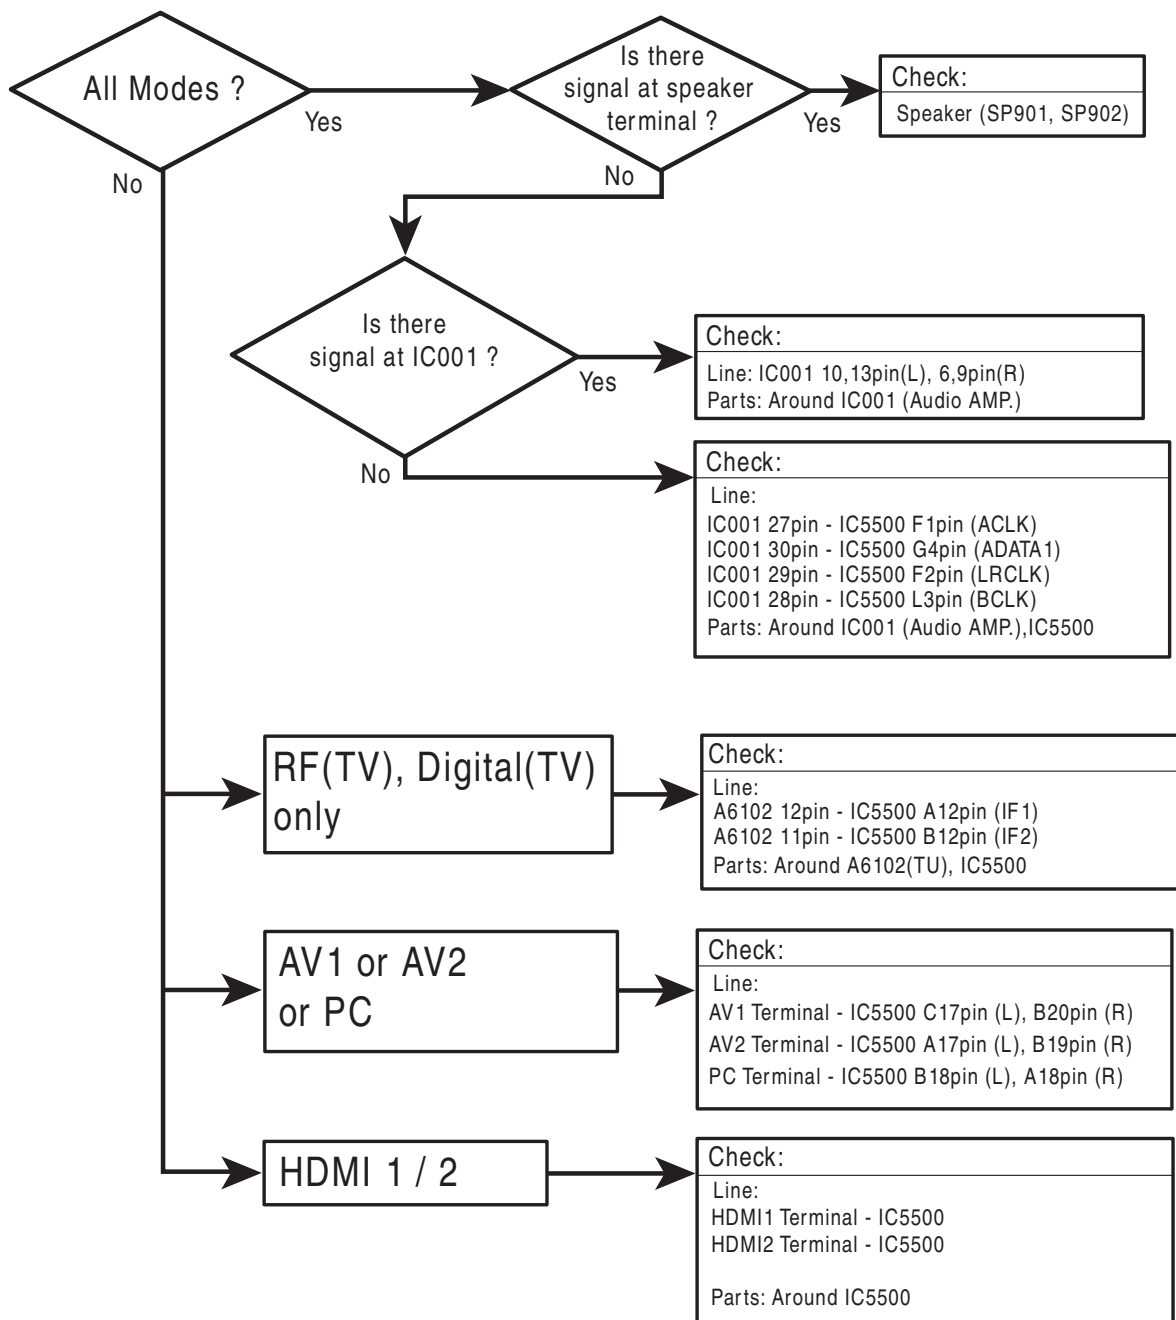 All Modes ?
Yes
No
Is there
signal at speaker
terminal ?
Yes
No
Check:
Speaker (SP901, SP902)
Is there
signal at IC001 ?
Yes
No
Check:
Line: IC001 10,13pin(L), 6,9pin(R)
Parts: Around IC001 (Audio AMP.)
Check:
Line:
IC001 27pin - IC5500 F1pin (ACLK)
IC001 30pin - IC5500 G4pin (ADATA1)
IC001 29pin - IC5500 F2pin (LRCLK)
IC001 28pin - IC5500 L3pin (BCLK)
Parts: Around IC001 (Audio AMP.),IC5500
RF(TV), Digital(TV)
only
Check:
Line:
A6102 12pin - IC5500 A12pin (IF1)
A6102 11pin - IC5500 B12pin (IF2)
Parts: Around A6102(TU), IC5500
AV1 or AV2
or PC
Check:
Line:
AV1 Terminal - IC5500 C17pin (L), B20pin (R)
AV2 Terminal - IC5500 A17pin (L), B19pin (R)
PC Terminal - IC5500 B18pin (L), A18pin (R)
HDMI 1 / 2
Check:
Line:
HDMI1 Terminal - IC5500
HDMI2 Terminal - IC5500
Parts: Around IC5500